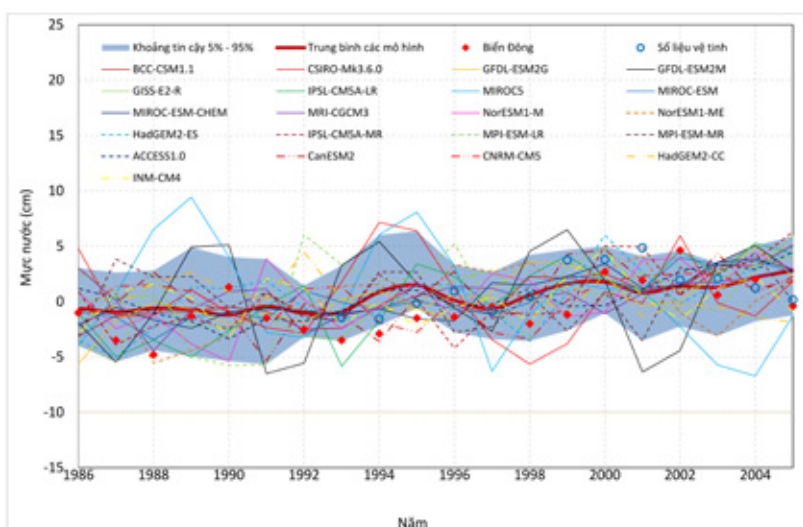 Mực nước (cm)
25
20
15
10
5
0
-5
-10
-15
Khoảng tin cậy 5% - 95% Trung bình các mô hình Biển Đông Số liệu vệ tinh
BCC-CSM1.1 CSIRO-Mk3.6.0 GFDL-ESM2G GFDL-ESM2M
GISS-E2-R IPSL-CM5A-LR MIROC5 MIROC-ESM
MIROC-ESM-CHEM MRI-CGCM3 NorESM1-M NorESM1-ME
HadGEM2-ES IPSL-CM5A-MR MPI-ESM-LR MPI-ESM-MR
ACCESS1.0 CanESM2 CNRM-CM5 HadGEM2-CC
INM-CM4
1986 1988 1990 1992 1994 1996 1998 2000 2002 2004
Năm